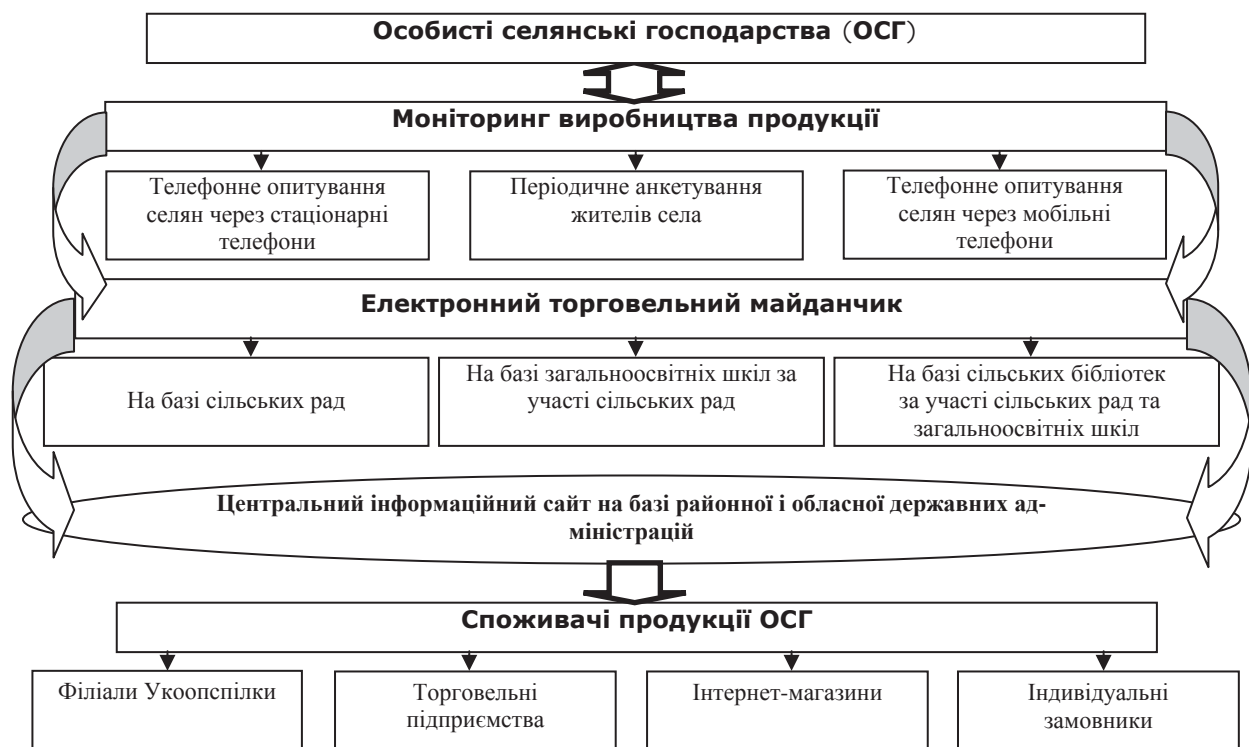 Особисті селянські господарства (ОСГ)
Моніторинг виробництва продукції
Телефонне опитування
селян через стаціонарні
телефони
Періодичне анкетування
жителів села
Телефонне опитування
селян через мобільні
телефони
Електронний торговельний майданчик
На базі сільських рад
На базі загальноосвітніх шкіл за
участі сільських рад
На базі сільських бібліотек
за участі сільських рад та
загальноосвітніх шкіл
Центральний інформаційний сайт на базі районної і обласної державних ад-
міністрацій
Споживачі продукції ОСГ
Філіали Укоопспілки
Торговельні
підприємства
Інтернет-магазини
Індивідуальні
замовники